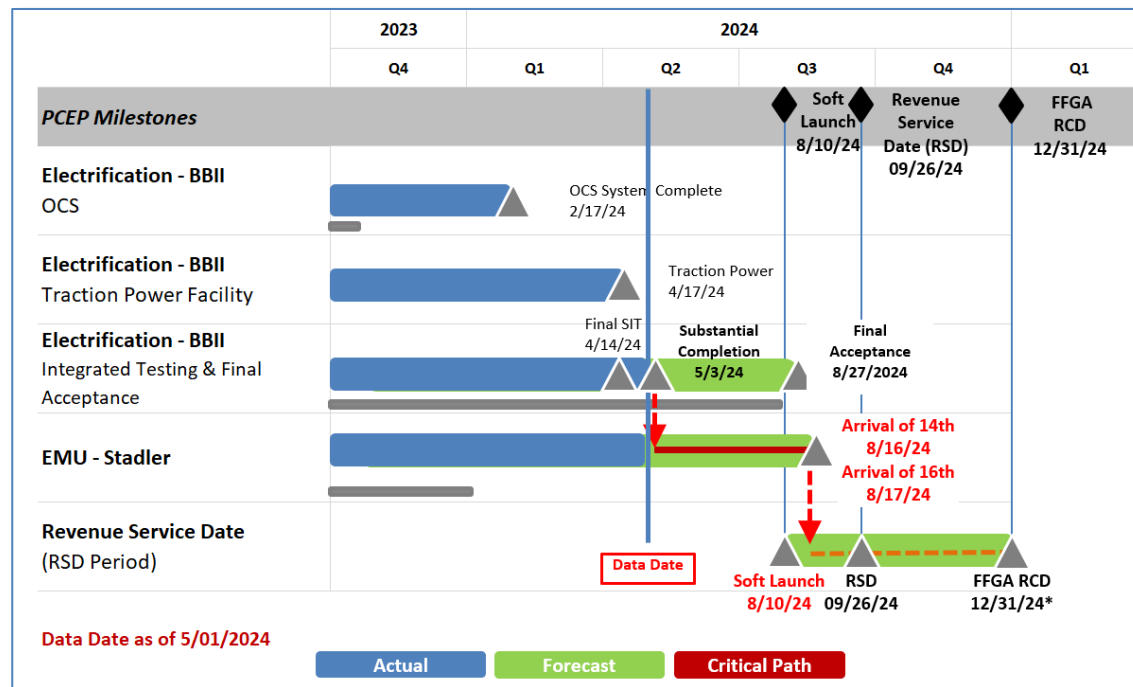 2023
2024
Q4
Q1
Q2
Q3
Q4
Q1
PCEP Milestones
Soft
Launch
8/10/24
Revenue
Service
Date (RSD)
09/26/24
FFGA
RCD
12/31/24
Electrification - BBII
OCS
OCS System Complete
2/17/24
Electrification - BBII
Traction Power Facility
Traction Power
4/17/24
Electrification - BBII
Integrated Testing & Final
Acceptance
Final SIT
4/14/24
Substantial
Completion
5/3/24
Final
Acceptance
8/27/2024
EMU - Stadler
Arrival of 14th
8/16/24
Arrival of 16th
8/17/24
Revenue Service Date
(RSD Period)
Data Date
Soft Launch
8/10/24
RSD
09/26/24
FFGA RCD
12/31/24*
Data Date as of 5/01/2024
Actual
Forecast
Critical Path